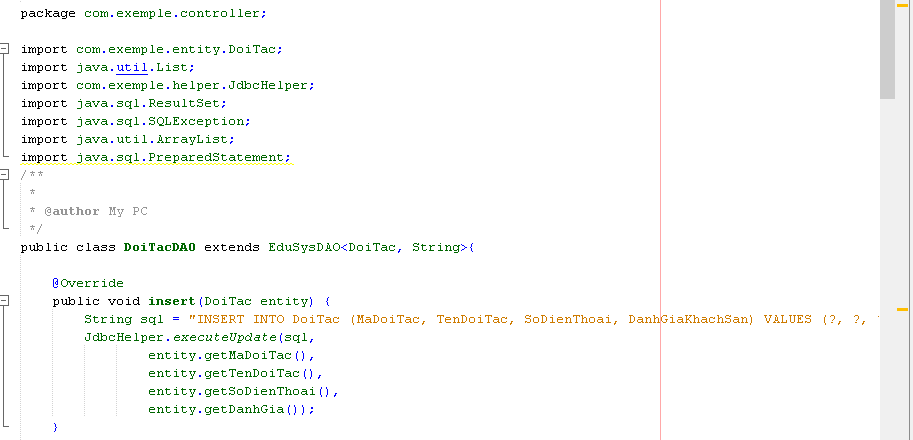 package com.exemple.controller;
import com.exemple.entity.DoiTac;
import java.util.List;
import com.exemple.helper.JdbcHelper;
import java.sql.ResultSet;
import java.sql.SQLException;
import java.util.ArrayList;
import java.sql.PreparedStatement;
/**
 *
 * @author My PC
 */
public class DoiTacDAO extends EduSysDAO<DoiTac, String>{
    @Override
    public void insert(DoiTac entity) {
        String sql = "INSERT INTO DoiTac (MaDoiTac, TenDoiTac, SoDienThoai, DanhGiaKhachSan) VALUES (?, ?,
        JdbcHelper.executeUpdate(sql,
                entity.getMaDoiTac(),
                entity.getTenDoiTac(),
                entity.getSoDienThoai(),
                entity.getDanhGia());
    }